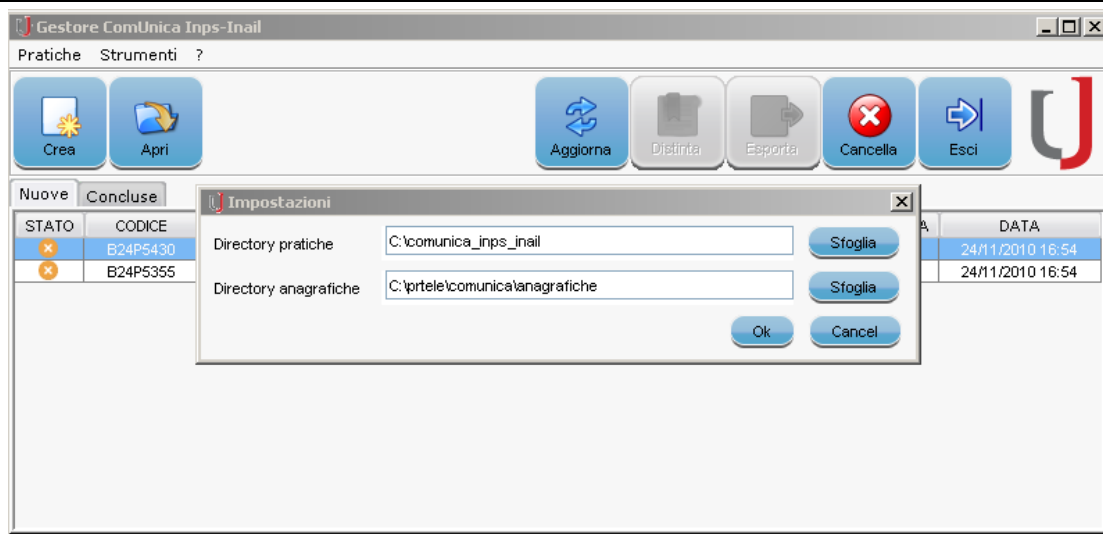 Gestore ComUnica Inps-Inail
Pratiche Strumenti ?
Crea Apri Aggiorna Distinta Esporta Cancella Esci
Nuove Concluse
Impostazioni
STATO CODICE A DATA
Directory pratiche C:\comunica_inps_inail Sfoglia
B24P5430 24/11/2010 16:54
B24P5355 24/11/2010 16:54
Directory anagrafiche C:\prtele\comunica\anagrafiche Sfoglia
Ok Cancel